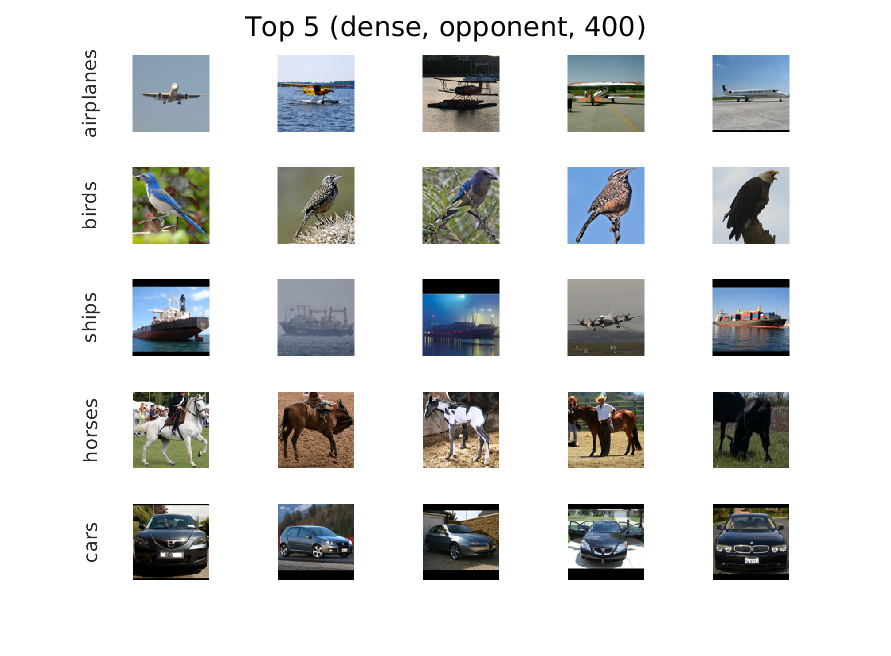 Top 5 (dense, opponent, 400)
airplanes
birds
ships
horses
cars